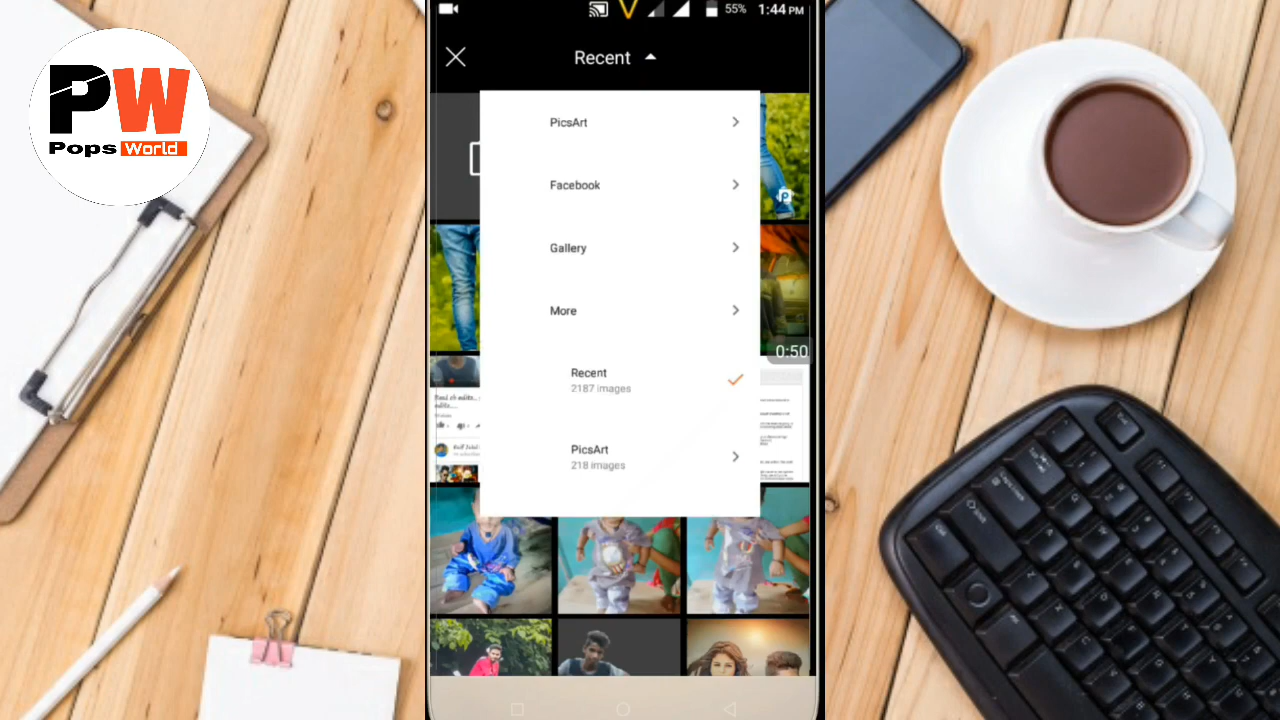 PW
Pops World
55% 1:44 PM
Recent
PicsArt
Facebook
Gallery
More
0:50
Recent
2187 images
PicsArt
218 images